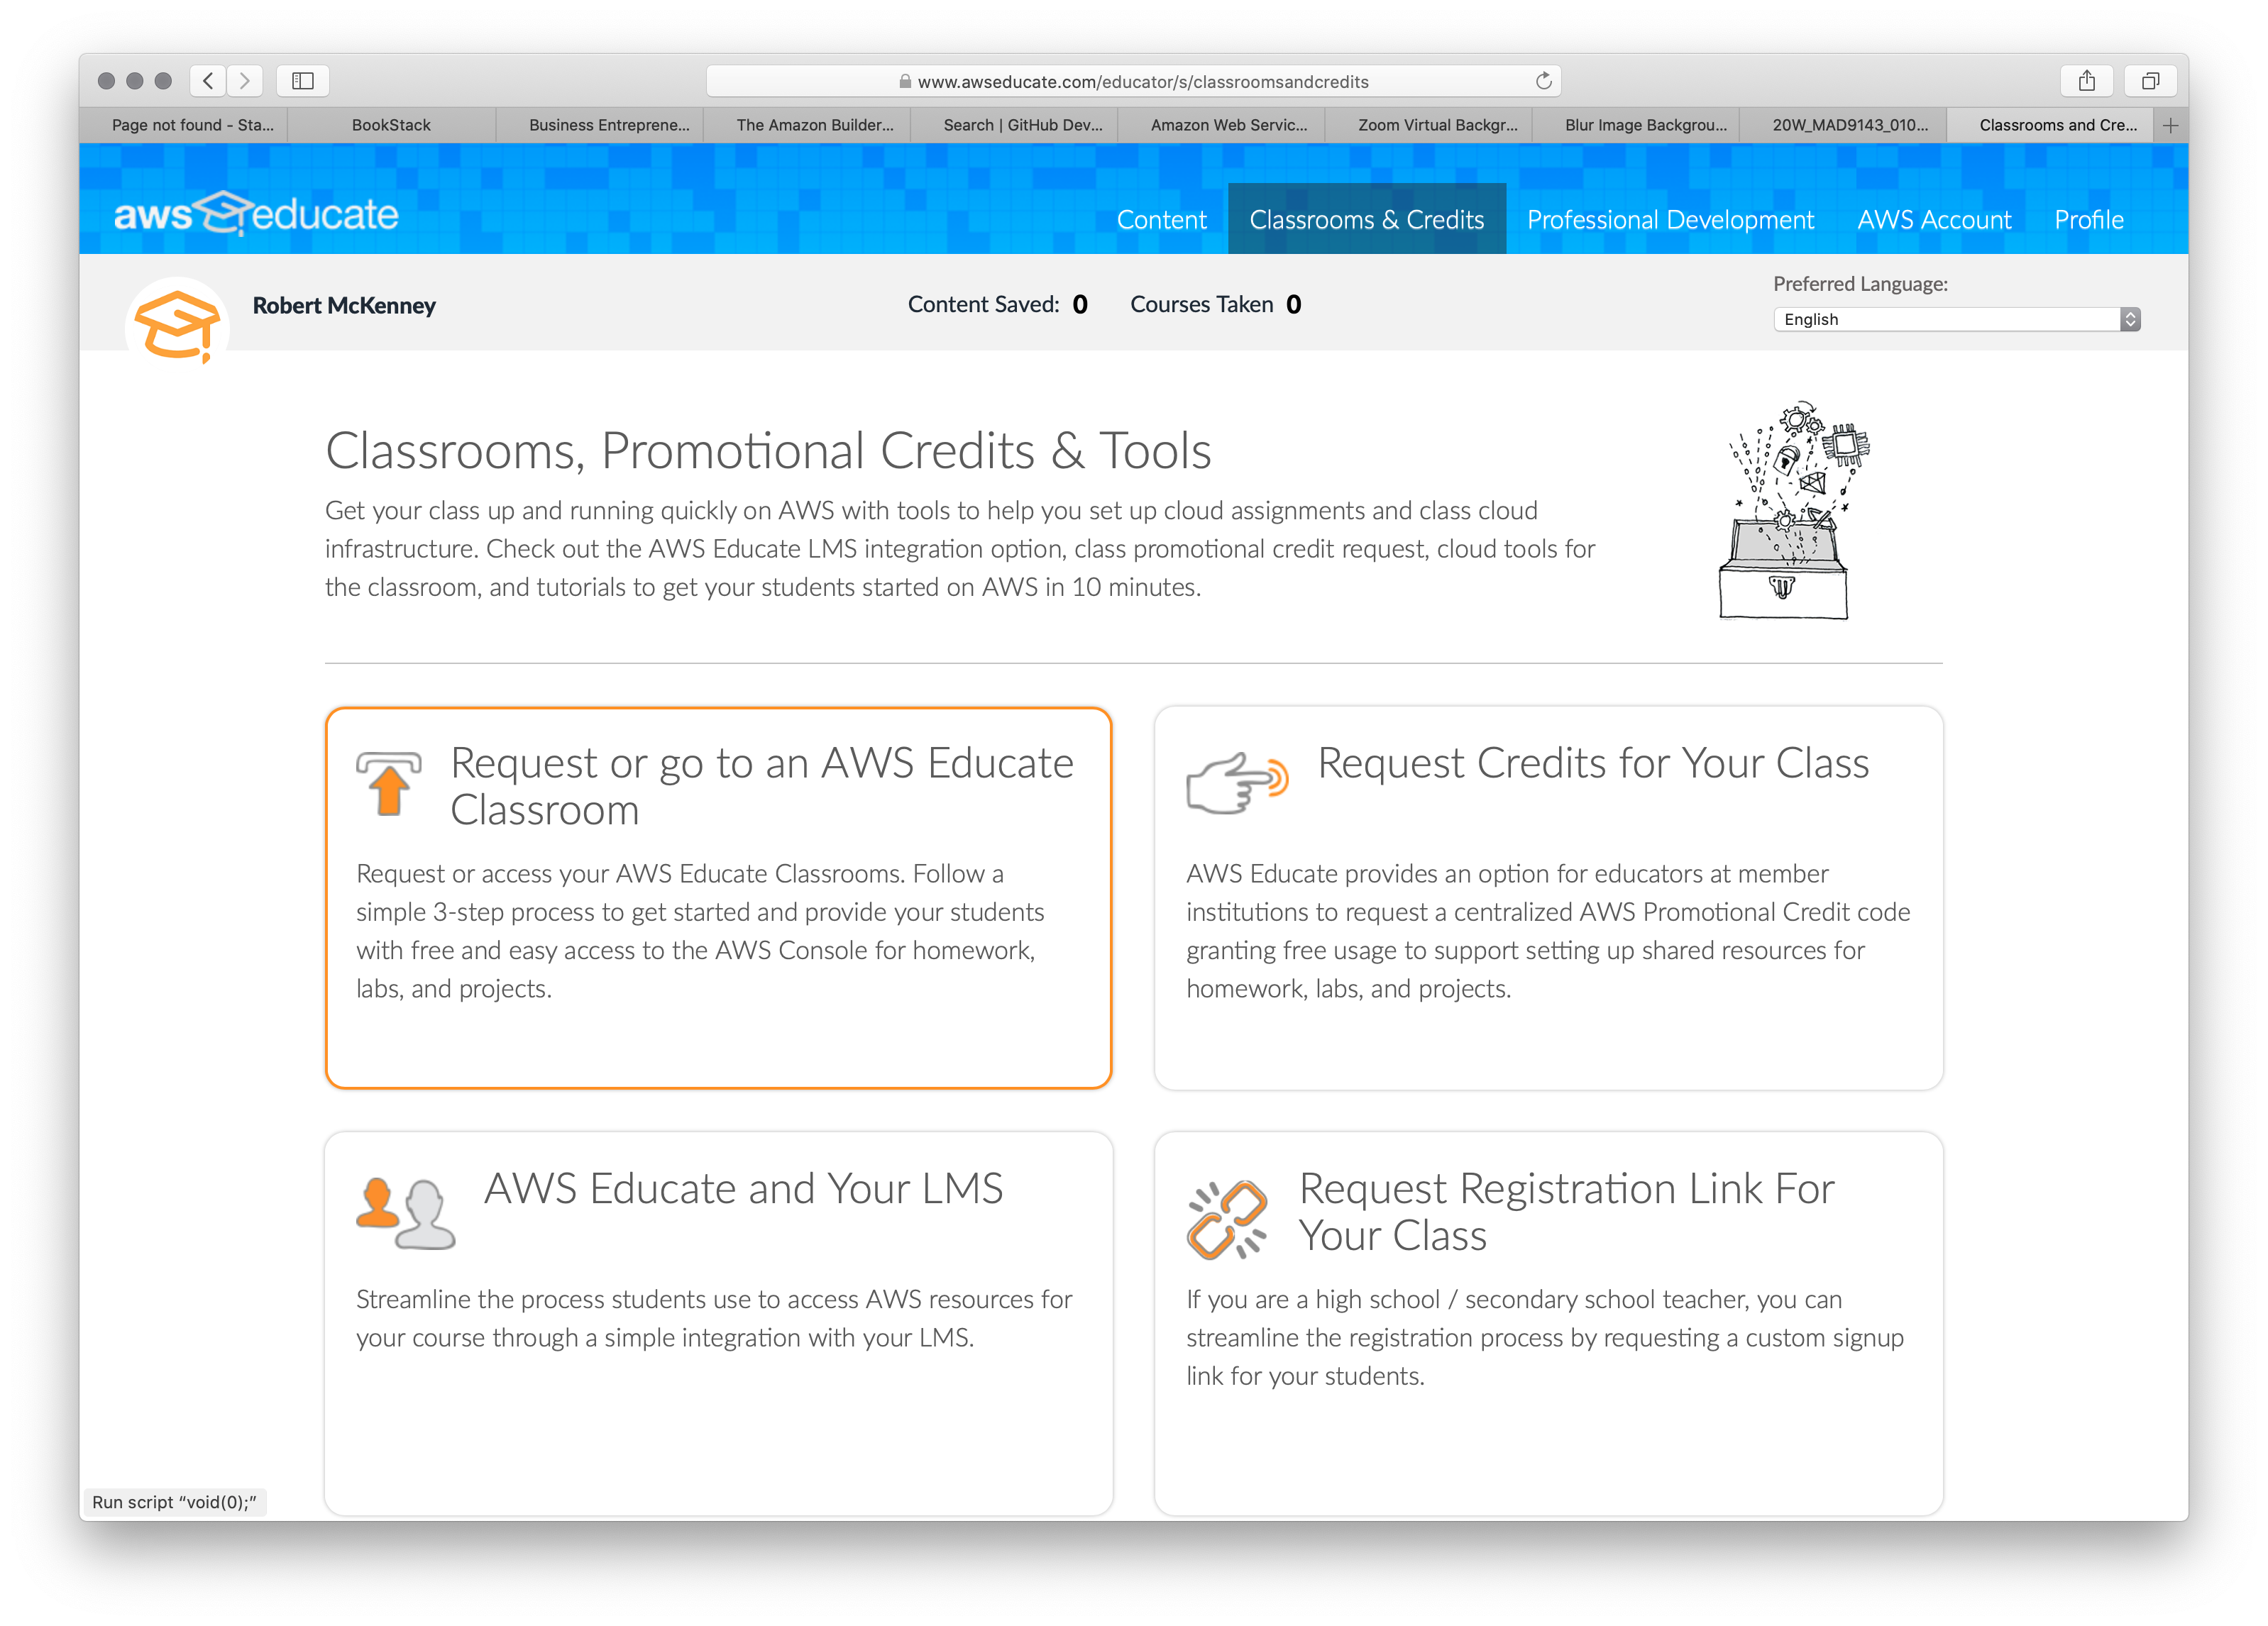 www.awseducate.com/educator/s/classroomsandcredits
Page not found - Sta...
BookStack
Business Entreprene...
The Amazon Builder...
Search | GitHub Dev...
Amazon Web Servic...
Zoom Virtual Backgr...
Blur Image Backgrou...
20W_MAD9143_010...
Classrooms and Cre...
aws educate
Content
Classrooms & Credits
Professional Development
AWS Account
Profile
Robert McKenney
Content Saved: 0
Courses Taken 0
Preferred Language:
English
Classrooms, Promotional Credits & Tools
Get your class up and running quickly on AWS with tools to help you set up cloud assignments and class cloud
infrastructure. Check out the AWS Educate LMS integration option, class promotional credit request, cloud tools for
the classroom, and tutorials to get your students started on AWS in 10 minutes.
Request or go to an AWS Educate
Classroom
Request or access your AWS Educate Classrooms. Follow a
simple 3-step process to get started and provide your students
with free and easy access to the AWS Console for homework,
labs, and projects.
Request Credits for Your Class
AWS Educate provides an option for educators at member
institutions to request a centralized AWS Promotional Credit code
granting free usage to support setting up shared resources for
homework, labs, and projects.
AWS Educate and Your LMS
Streamline the process students use to access AWS resources for
your course through a simple integration with your LMS.
Request Registration Link For
Your Class
If you are a high school / secondary school teacher, you can
streamline the registration process by requesting a custom signup
link for your students.
Run script “void(0);”